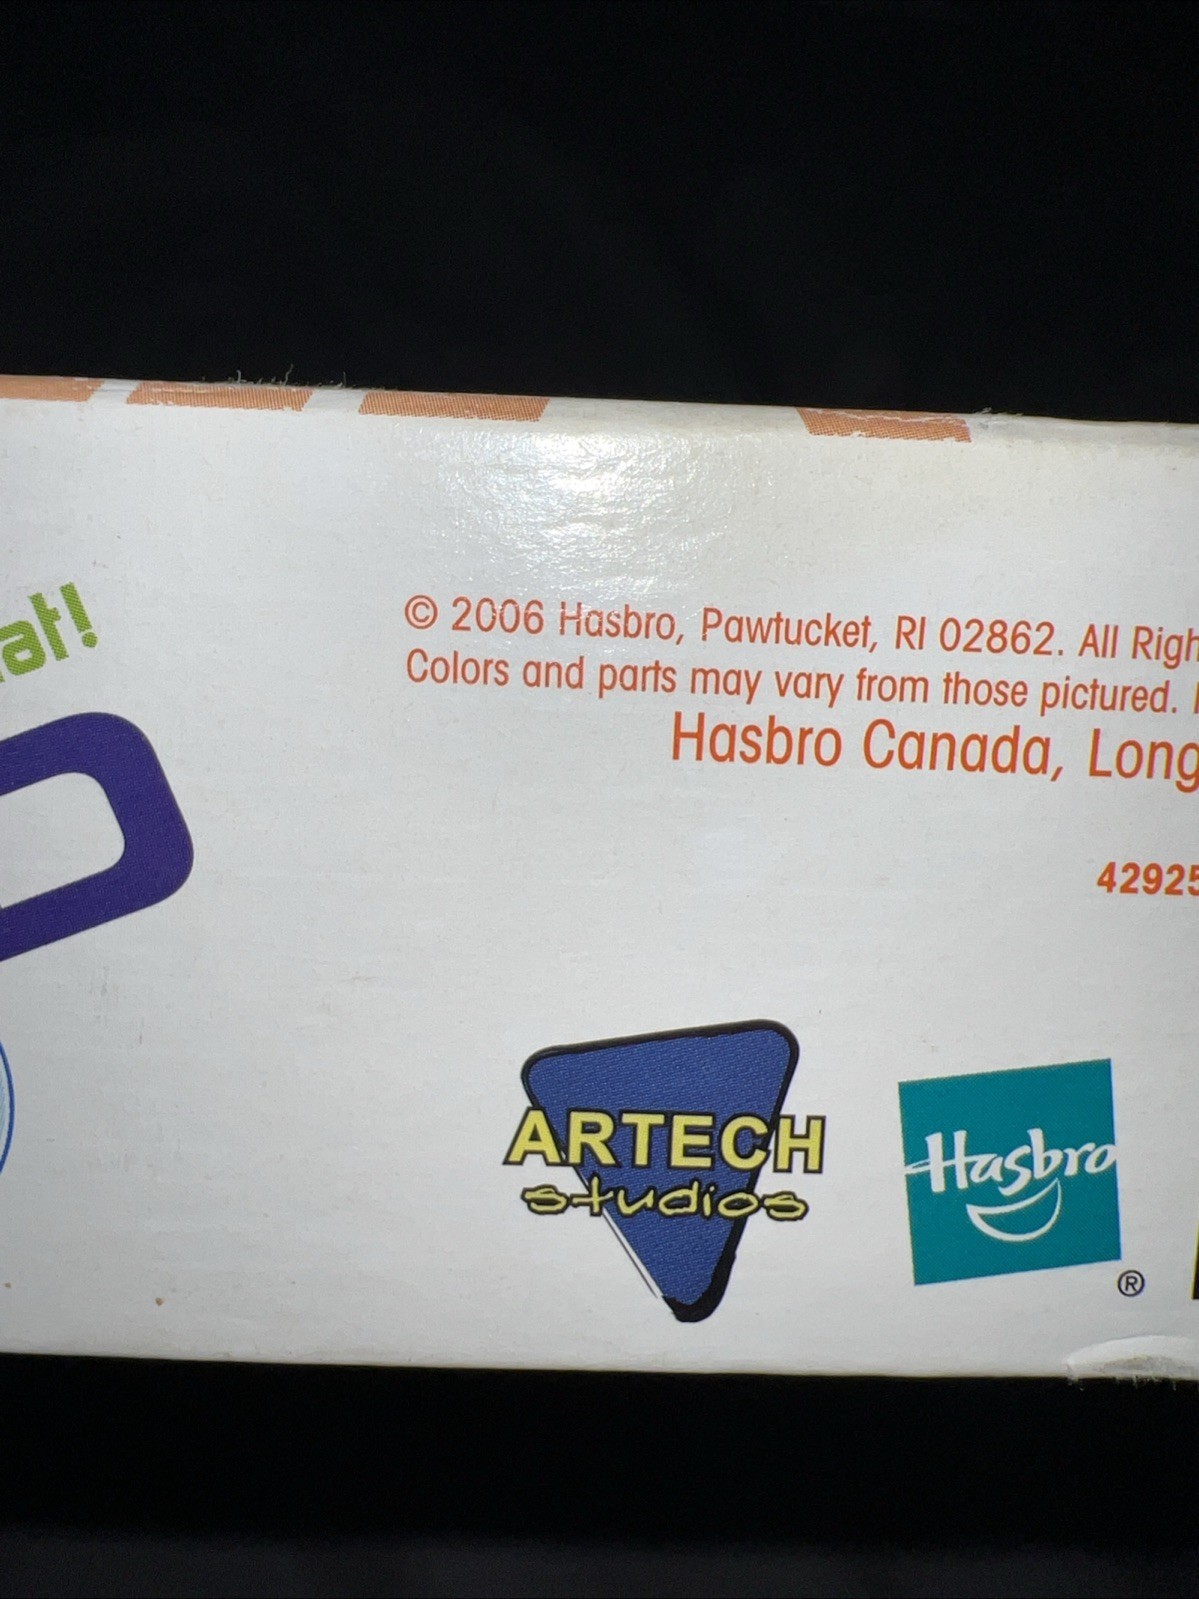 at!
© 2006 Hasbro, Pawtucket, RI 02862. All Righ
Colors and parts may vary from those pictured.
Hasbro Canada, Long
42925
ARTECH
studios
Hasbro
®